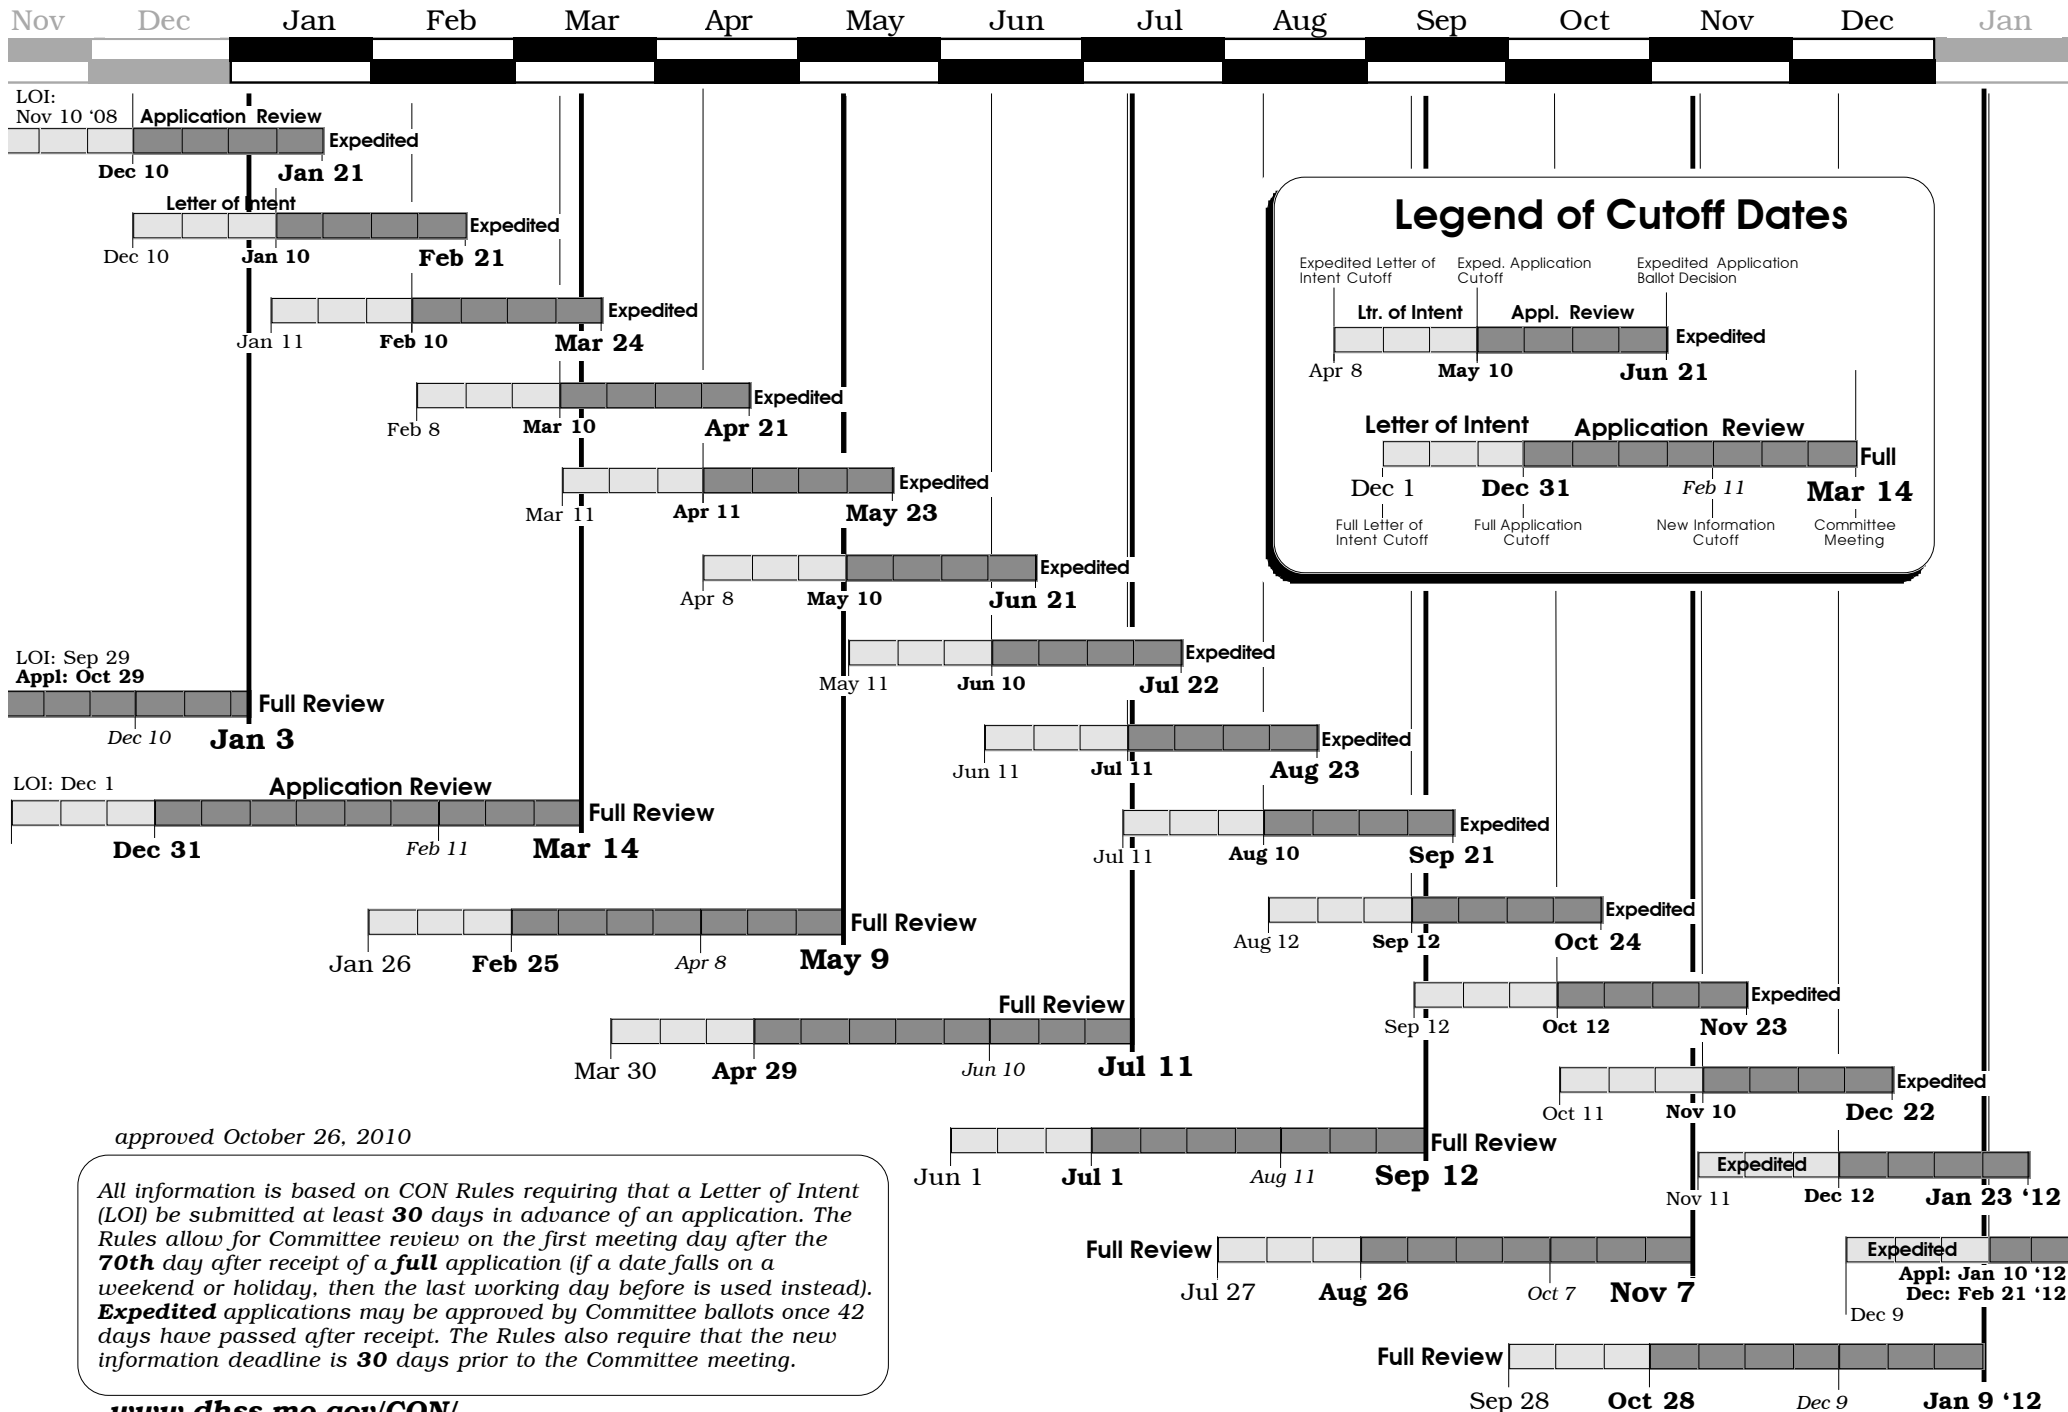 Nov Dec Jan Feb Mar Apr May Jun Jul Aug Sep Oct Nov Dec Jan
LOI:
Nov 10 ‘08 Application Review
Expedited
Dec 10 Jan 21
Letter of Intent
Expedited
Dec 10 Jan 10 Feb 21
Expedited
Jan 11 Feb 10 Mar 24
Expedited
Feb 8 Mar 10 Apr 21
Expedited
Mar 11 Apr 11 May 23
Expedited
Apr 8 May 10 Jun 21
Expedited
May 11 Jun 10 Jul 22
Expedited
Jun 11 Jul 11 Aug 23
Expedited
Jul 11 Aug 10 Sep 21
Expedited
Aug 12 Sep 12 Oct 24
Expedited
Sep 12 Oct 12 Nov 23
Expedited
Oct 11 Nov 10 Dec 22
Expedited
Nov 11 Dec 12 Jan 23 ‘12
Expedited
Appl: Jan 10 ‘12
Dec: Feb 21 ‘12
Dec 9
Legend of Cutoff Dates
Expedited Letter of
Intent Cutoff
Exped. Application
Cutoff
Expedited Application
Ballot Decision
Ltr. of Intent Appl. Review
Expedited
Apr 8 May 10 Jun 21
Letter of Intent Application Review
Full
Dec 1 Dec 31 Feb 11 Mar 14
Full Letter of
Intent Cutoff
Full Application
Cutoff
New Information
Cutoff
Committee
Meeting
LOI: Sep 29
Appl: Oct 29
Full Review
Dec 10 Jan 3
LOI: Dec 1 Application Review
Full Review
Dec 31 Feb 11 Mar 14
Full Review
Jan 26 Feb 25 Apr 8 May 9
Full Review
Mar 30 Apr 29 Jun 10 Jul 11
Full Review
Jun 1 Jul 1 Aug 11 Sep 12
Full Review
Jul 27 Aug 26 Oct 7 Nov 7
Full Review
Sep 28 Oct 28 Dec 9 Jan 9 ‘12
approved October 26, 2010
All information is based on CON Rules requiring that a Letter of Intent
(LOI) be submitted at least 30 days in advance of an application. The
Rules allow for Committee review on the first meeting day after the
70th day after receipt of a full application (if a date falls on a
weekend or holiday, then the last working day before is used instead).
Expedited applications may be approved by Committee ballots once 42
days have passed after receipt. The Rules also require that the new
information deadline is 30 days prior to the Committee meeting.
www.dhss.mo.gov/CON/